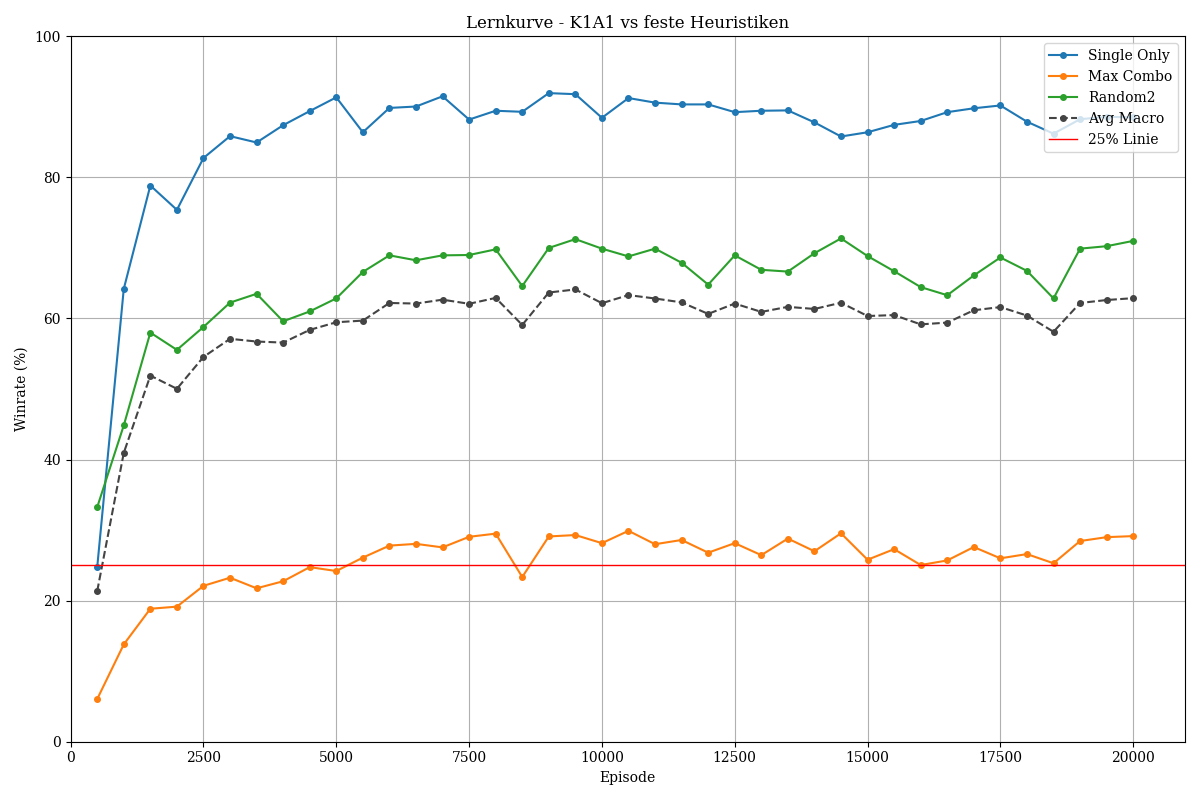 Lernkurve - K1A1 vs feste Heuristiken
Single Only
Max Combo
Random2
Avg Macro
25% Linie
Winrate (%)
100
80
60
40
20
0
0 2500 5000 7500 10000 12500 15000 17500 20000
Episode